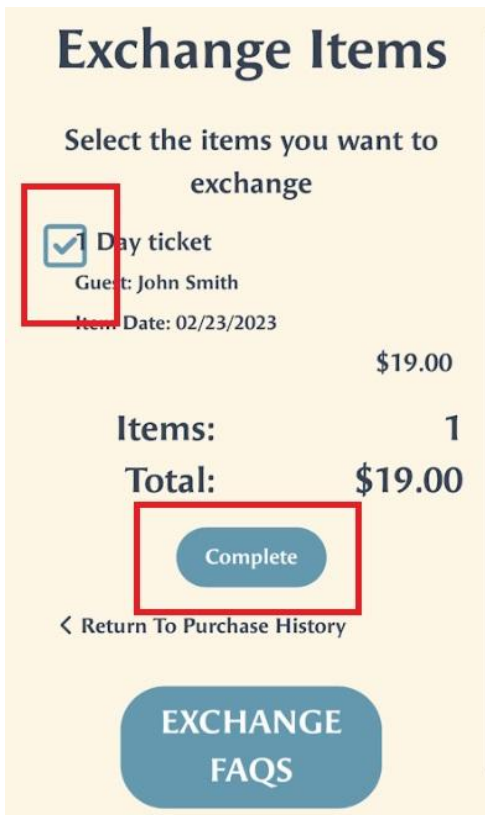 Exchange Items
Select the items you want to
exchange
1 Day ticket
Guest: John Smith
Item Date: 02/23/2023
$19.00
Items: 1
Total: $19.00
Complete
< Return To Purchase History
EXCHANGE
FAQS